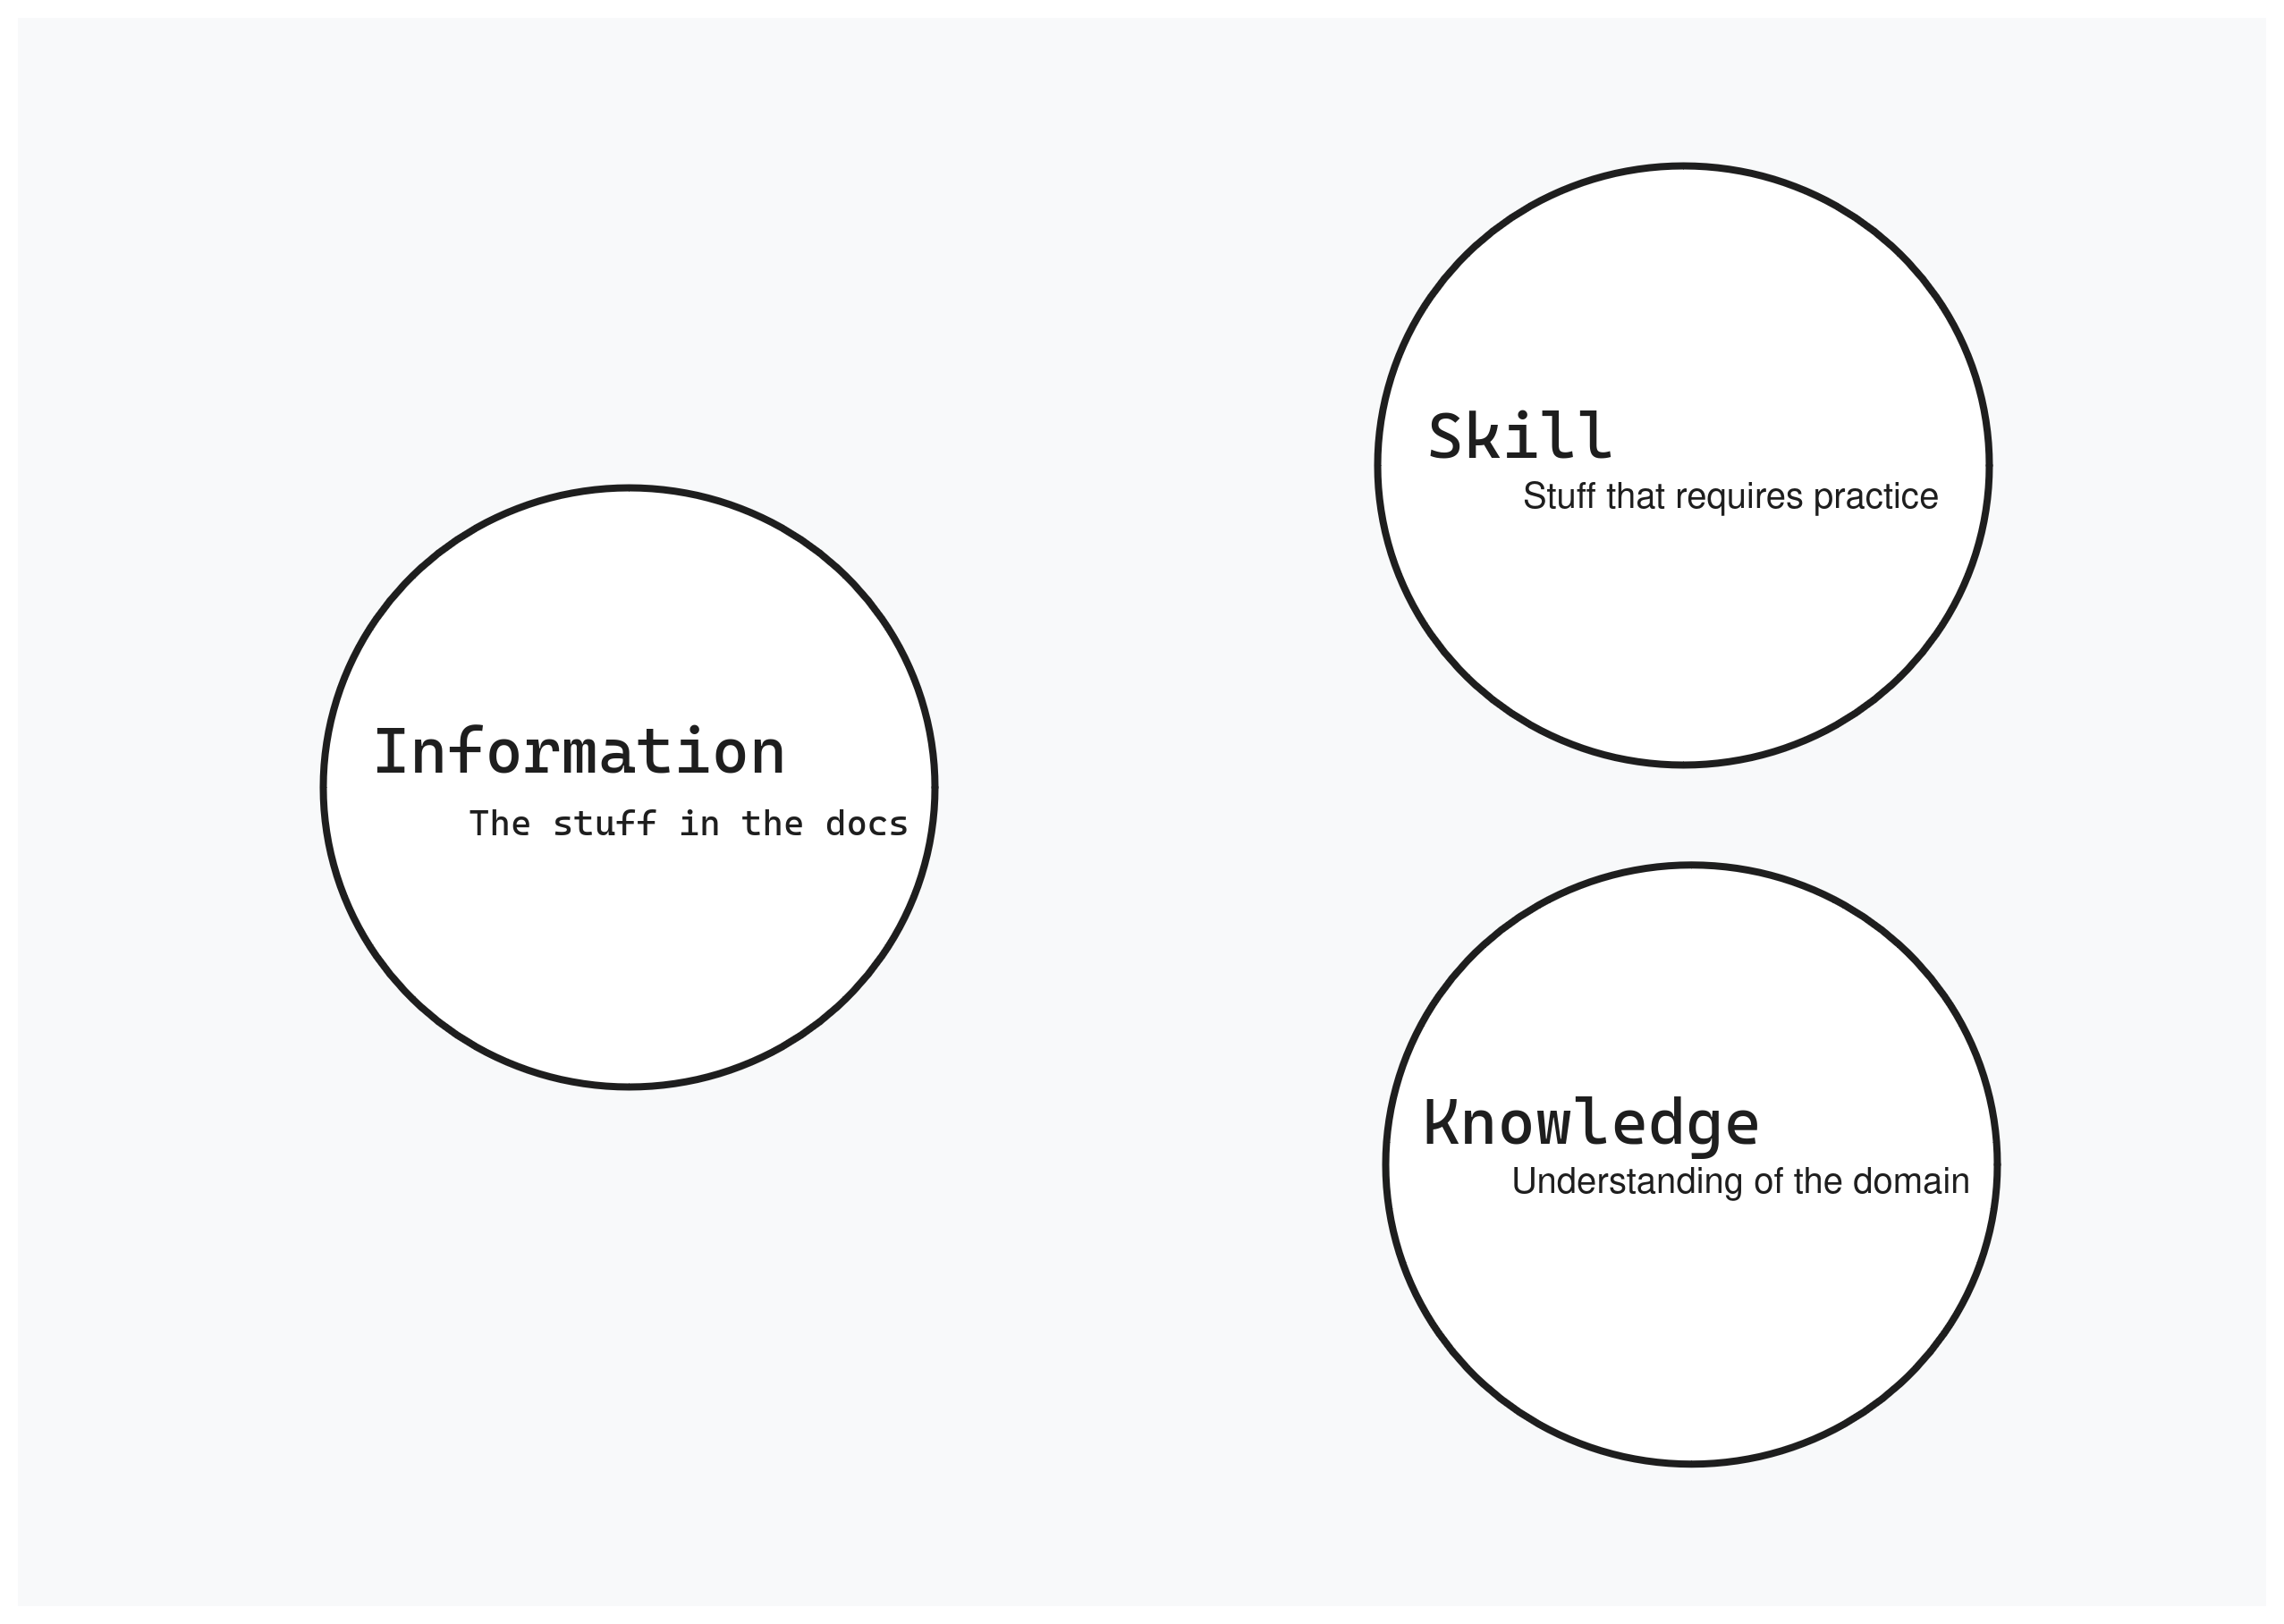 Information
The stuff in the docs
Skill
Stuff that requires practice
Knowledge
Understanding of the domain